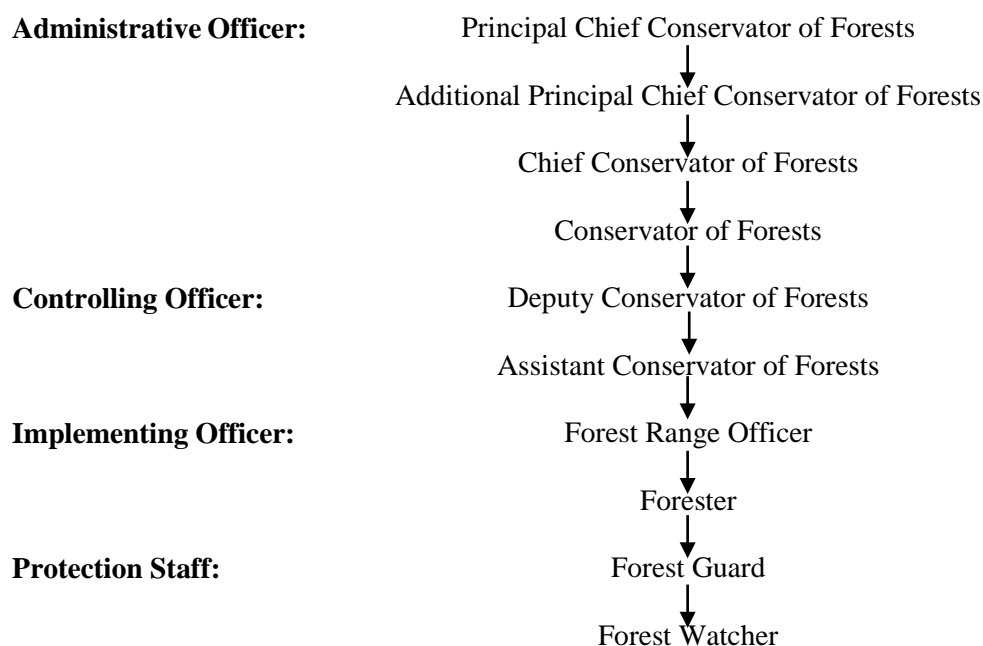 Administrative Officer: Principal Chief Conservator of Forests
Additional Principal Chief Conservator of Forests
Chief Conservator of Forests
Conservator of Forests
Controlling Officer: Deputy Conservator of Forests
Assistant Conservator of Forests
Implementing Officer: Forest Range Officer
Forester
Protection Staff: Forest Guard
Forest Watcher